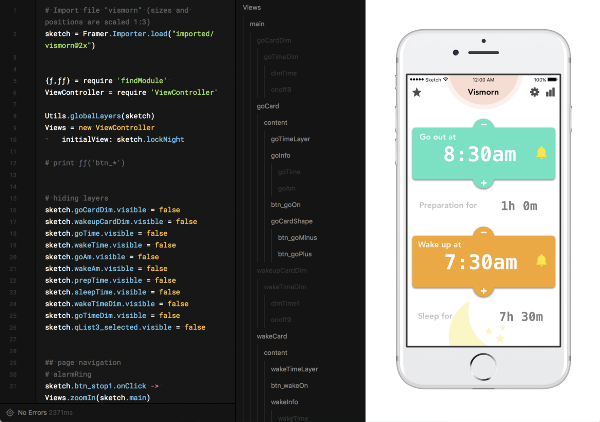 1 # Import file "vismorn" (sizes and
positions are scaled 1:3)
2 sketch = Framer.Importer.load("imported/
vismorn@2x")
3
4
5 {ƒ,ƒƒ} = require 'findModule'
6 ViewController = require 'ViewController'
7
8 Utils.globalLayers(sketch)
9 Views = new ViewController
10 initialView: sketch.lockNight
11
12 # print ƒƒ('btn_*')
13
14
15
16 # hiding layers
17 sketch.goCardDim.visible = false
18 sketch.wakeupCardDim.visible = false
19 sketch.goTime.visible = false
20 sketch.wakeTime.visible = false
21 sketch.goAm.visible = false
22 sketch.wakeAm.visible = false
23 sketch.prepTime.visible = false
24 sketch.sleepTime.visible = false
25 sketch.wakeTimeDim.visible = false
26 sketch.goTimeDim.visible = false
27 sketch.qList3_selected.visible = false
28
29
30 ## page navigation
31 # alarmRing
sketch.btn_stop1.onClick ->
Views.zoomIn(sketch.main)
No Errors 2371ms
Views
main
goCardDim
goTimeDim
dimTime
onoff9
goCard
content
goTimeLayer
goInfo
goTime
goAm
btn_goOn
goCardShape
btn_goMinus
btn_goPlus
wakeupCardDim
wakeTimeDim
dimTime1
onoff9
wakeCard
content
wakeTimeLayer
btn_wakeOn
wakeInfo
wakeTime
Sketch 12:00 AM 100%
Vismorn
Go out at
8:30am
Preparation for 1h 0m
Wake up at
7:30am
Sleep for 7h 30m